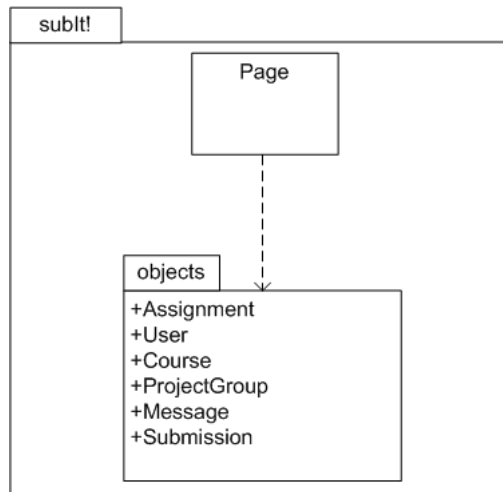 subIt!
Page
objects
+Assignment
+User
+Course
+ProjectGroup
+Message
+Submission